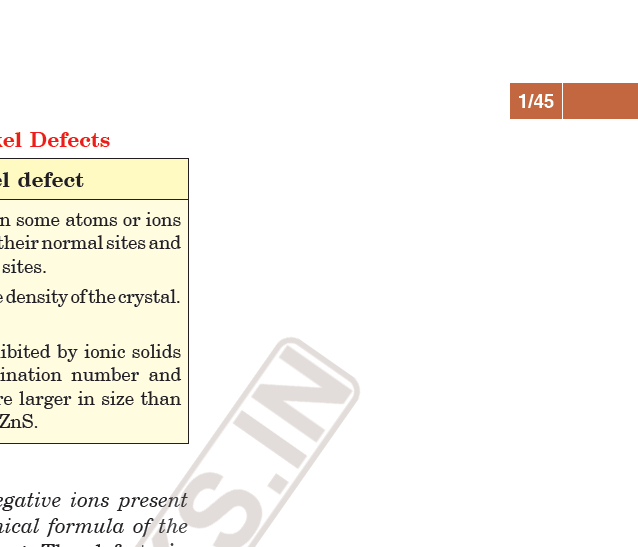 1/45
kel Defects
el defect
n some atoms or ions
their normal sites and
sites.
e density of the crystal.
ibited by ionic solids
ination number and
re larger in size than
ZnS.
egative ions present
nical formula of the
S.IN